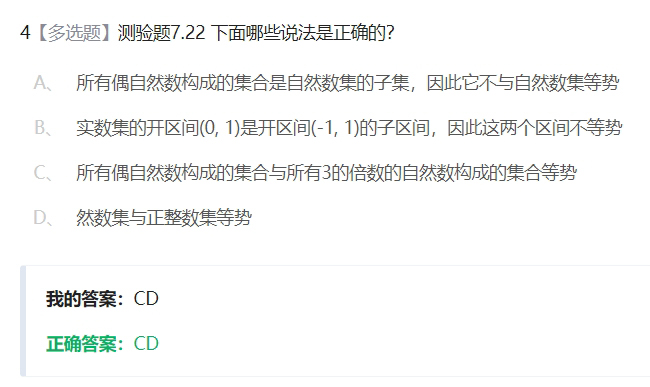 4【多选题】测验题7.22 下面哪些说法是正确的?
A、 所有偶自然数构成的集合是自然数集的子集，因此它不与自然数集等势
B、 实数集的开区间(0, 1)是开区间(-1, 1)的子区间，因此这两个区间不等势
C、 所有偶自然数构成的集合与所有3的倍数的自然数构成的集合等势
D、 然数集与正整数集等势
我的答案：CD
正确答案：CD